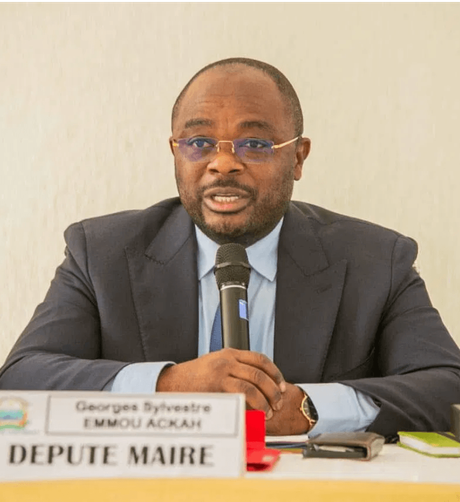 Georges Sylvestre
EMMOU ACKAH
DEPUTE MAIRE